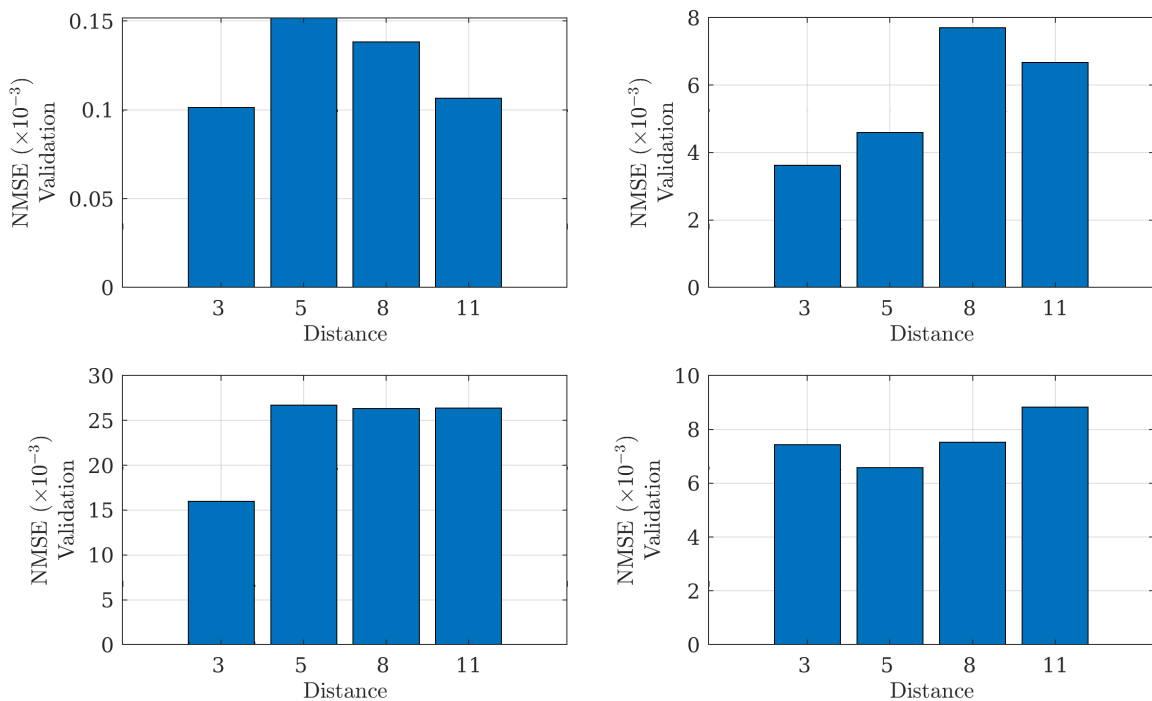 0.15
0.1
0.05
0
NMSE (×10⁻³)
Validation
3 5 8 11
Distance
8
6
4
2
0
NMSE (×10⁻³)
Validation
3 5 8 11
Distance
30
25
20
15
10
5
0
NMSE (×10⁻³)
Validation
3 5 8 11
Distance
10
8
6
4
2
0
NMSE (×10⁻³)
Validation
3 5 8 11
Distance